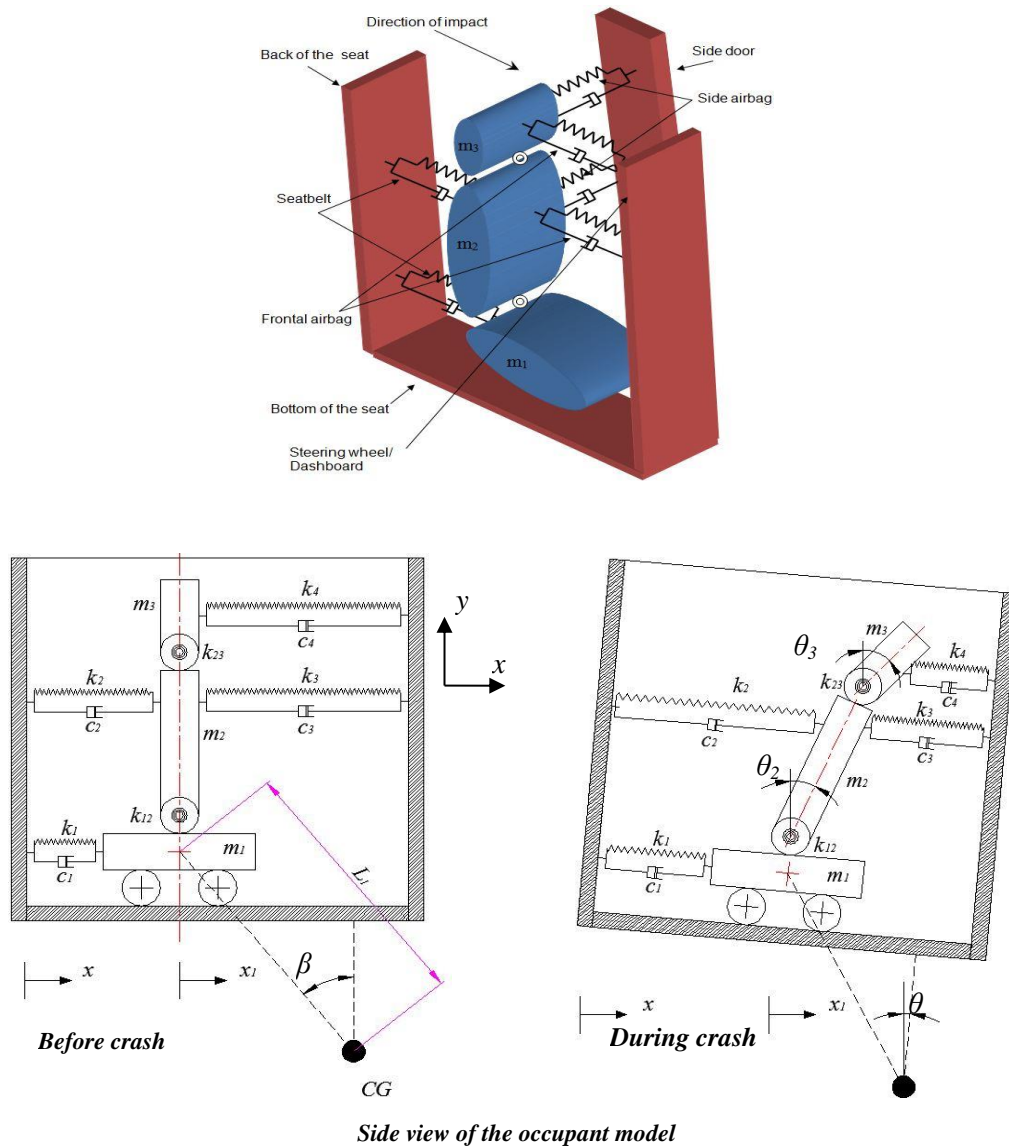 Direction of impact
Back of the seat
Side door
Side airbag
m3
Seatbelt
m2
Frontal airbag
m1
Bottom of the seat
Steering wheel/
Dashboard
k4
m3
c4
k23
k2
k3
c2
c3
m2
k12
k1
m1
c1
L1
β
x
x1
Before crash
CG
y
x
m3
θ3
k4
k23
c4
k2
k3
c2
c3
θ2
m2
k1
k12
m1
c1
x
x1
θ
During crash
Side view of the occupant model